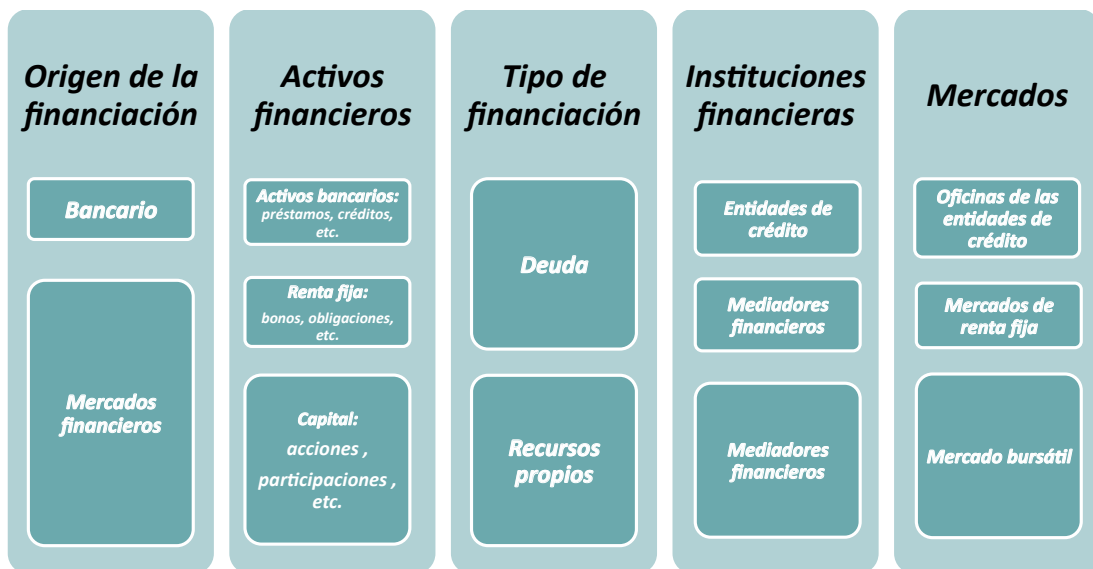 Origen de la
financiación
Bancario
Mercados
financieros
Activos
financieros
Activos bancarios:
préstamos, créditos,
etc.
Renta fija:
bonos, obligaciones,
etc.
Capital:
acciones ,
participaciones ,
etc.
Tipo de
financiación
Deuda
Recursos
propios
Instituciones
financieras
Entidades de
crédito
Mediadores
financieros
Mediadores
financieros
Mercados
Oficinas de las
entidades de
crédito
Mercados de
renta fija
Mercado bursátil